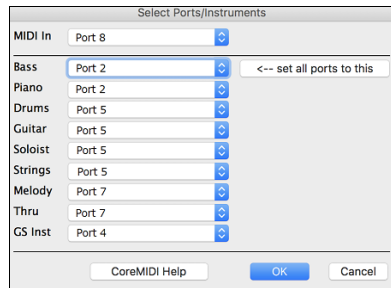 Select Ports/Instruments
MIDI In Port 8
Bass Port 2 <-- set all ports to this
Piano Port 2
Drums Port 5
Guitar Port 5
Soloist Port 5
Strings Port 5
Melody Port 7
Thru Port 7
GS Inst Port 4
CoreMIDI Help OK Cancel